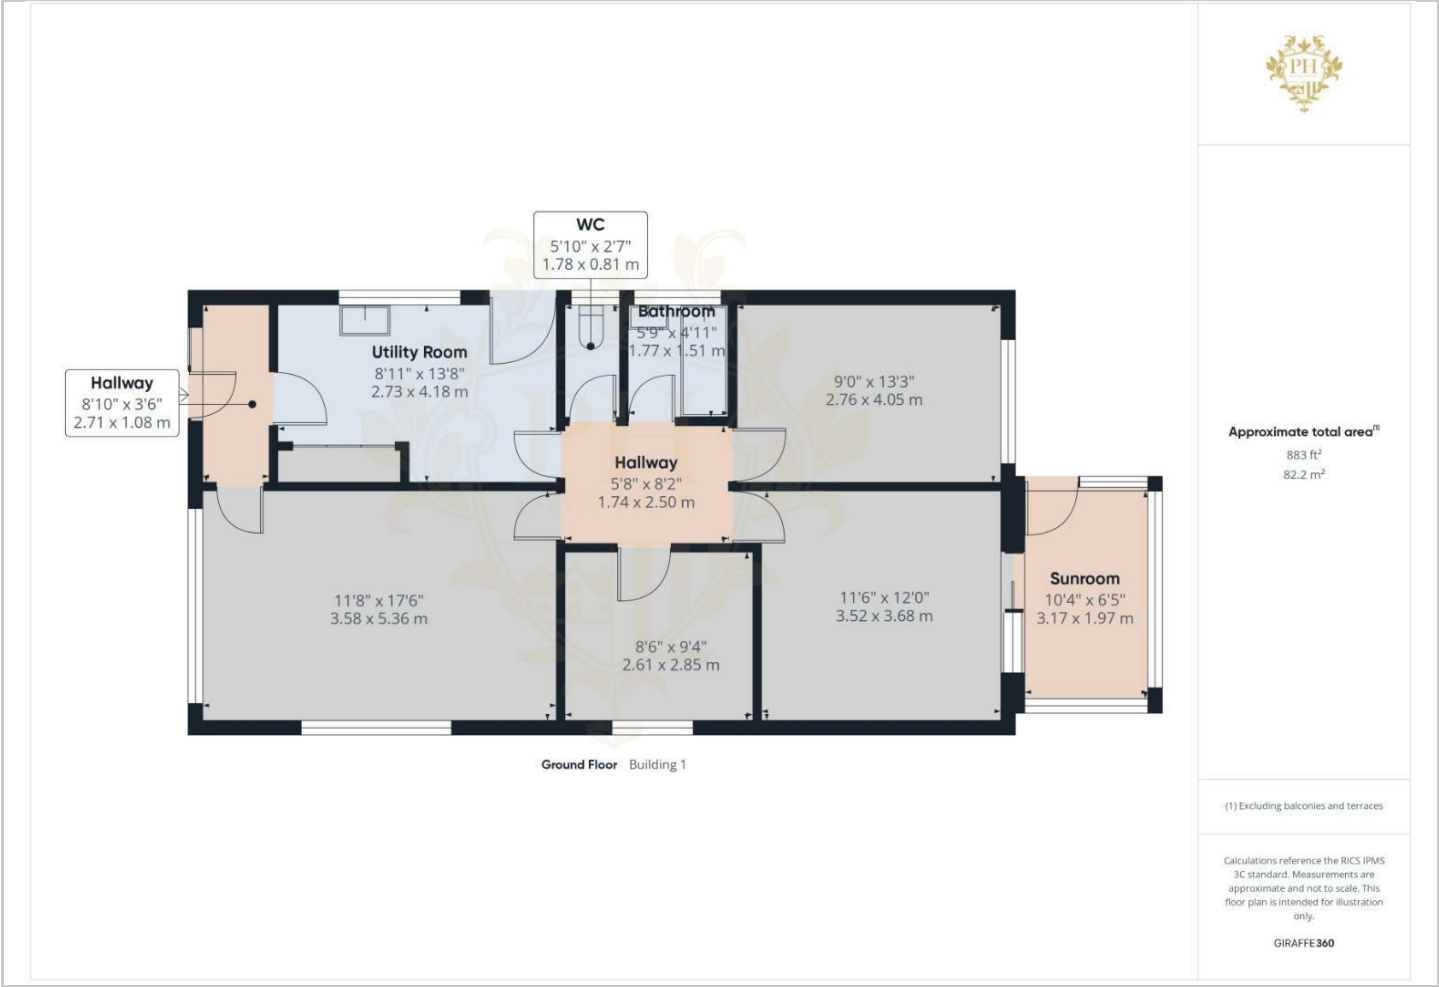 PH
WC
5'10" x 2'7"
1.78 x 0.81 m
Bathroom
5'9" x 4'11"
1.77 x 1.51 m
Utility Room
8'11" x 13'8"
2.73 x 4.18 m
Hallway
8'10" x 3'6"
2.71 x 1.08 m
9'0" x 13'3"
2.76 x 4.05 m
Hallway
5'8" x 8'2"
1.74 x 2.50 m
11'8" x 17'6"
3.58 x 5.36 m
8'6" x 9'4"
2.61 x 2.85 m
11'6" x 12'0"
3.52 x 3.68 m
Sunroom
10'4" x 6'5"
3.17 x 1.97 m
PH
Ground Floor Building 1
Approximate total area(1)
883 ft²
82.2 m²
(1) Excluding balconies and terraces
Calculations reference the RICS IPMS
3C standard. Measurements are
approximate and not to scale. This
floor plan is intended for illustration
only.
GIRAFFE360